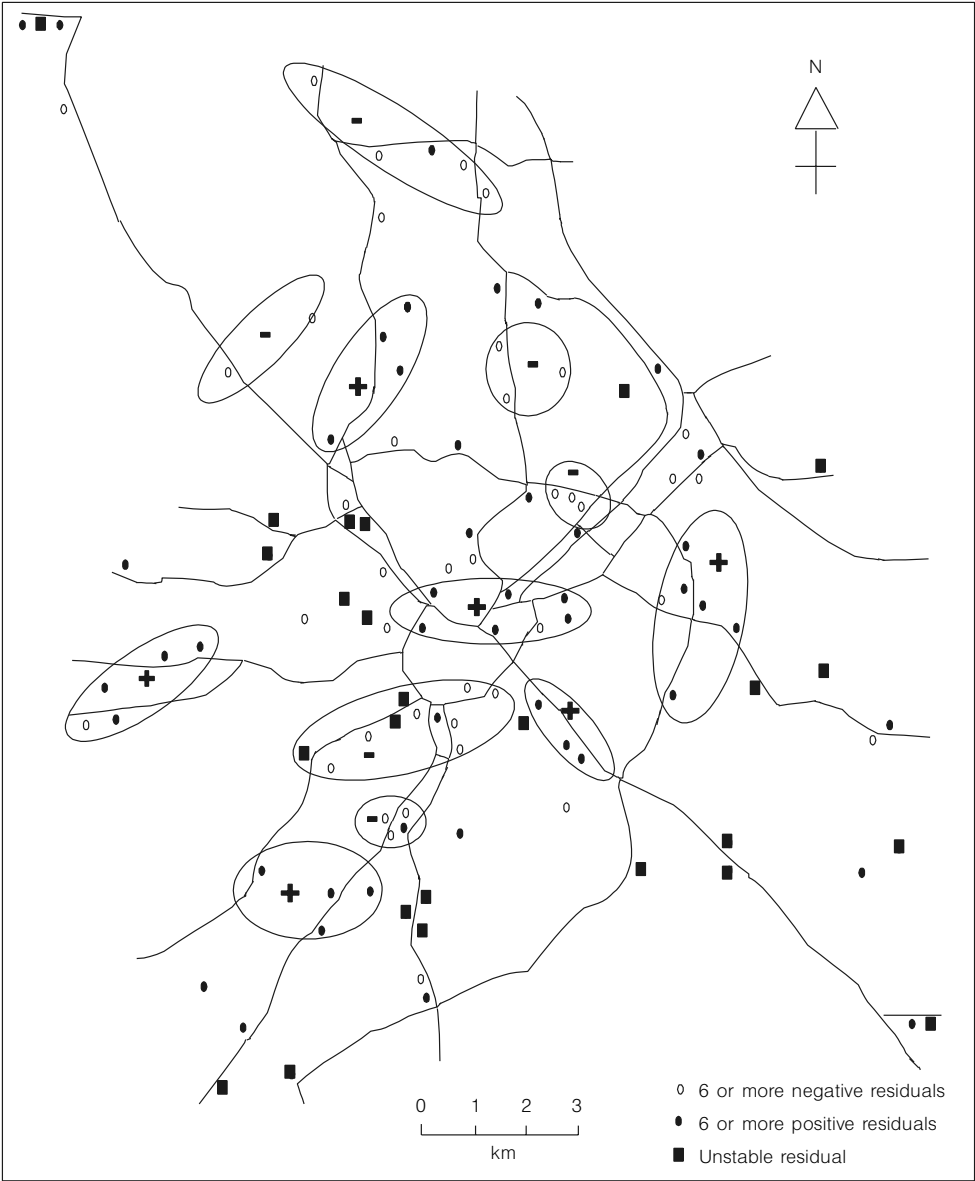 N
0 1 2 3
km
6 or more negative residuals
6 or more positive residuals
Unstable residual